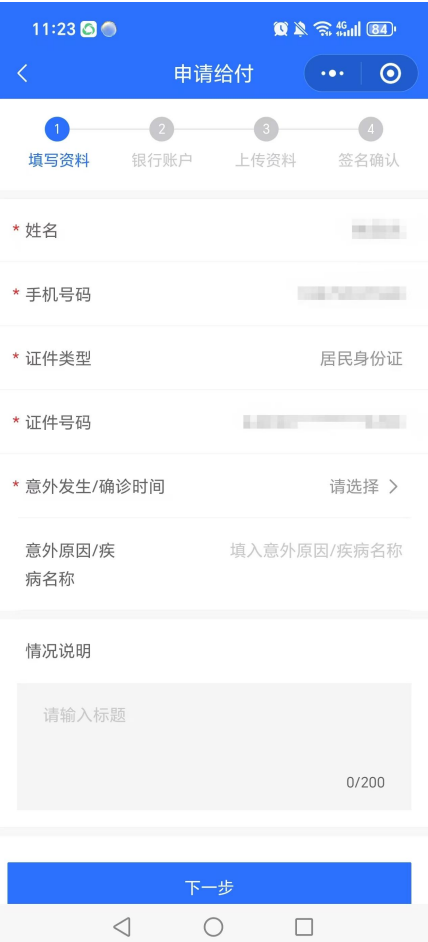 11:23
4G
84
申请给付
1
2
3
4
填写资料
银行账户
上传资料
签名确认
* 姓名
* 手机号码
* 证件类型 居民身份证
* 证件号码
* 意外发生/确诊时间 请选择
意外原因/疾 填入意外原因/疾病名称
病名称
情况说明
请输入标题
0/200
下一步